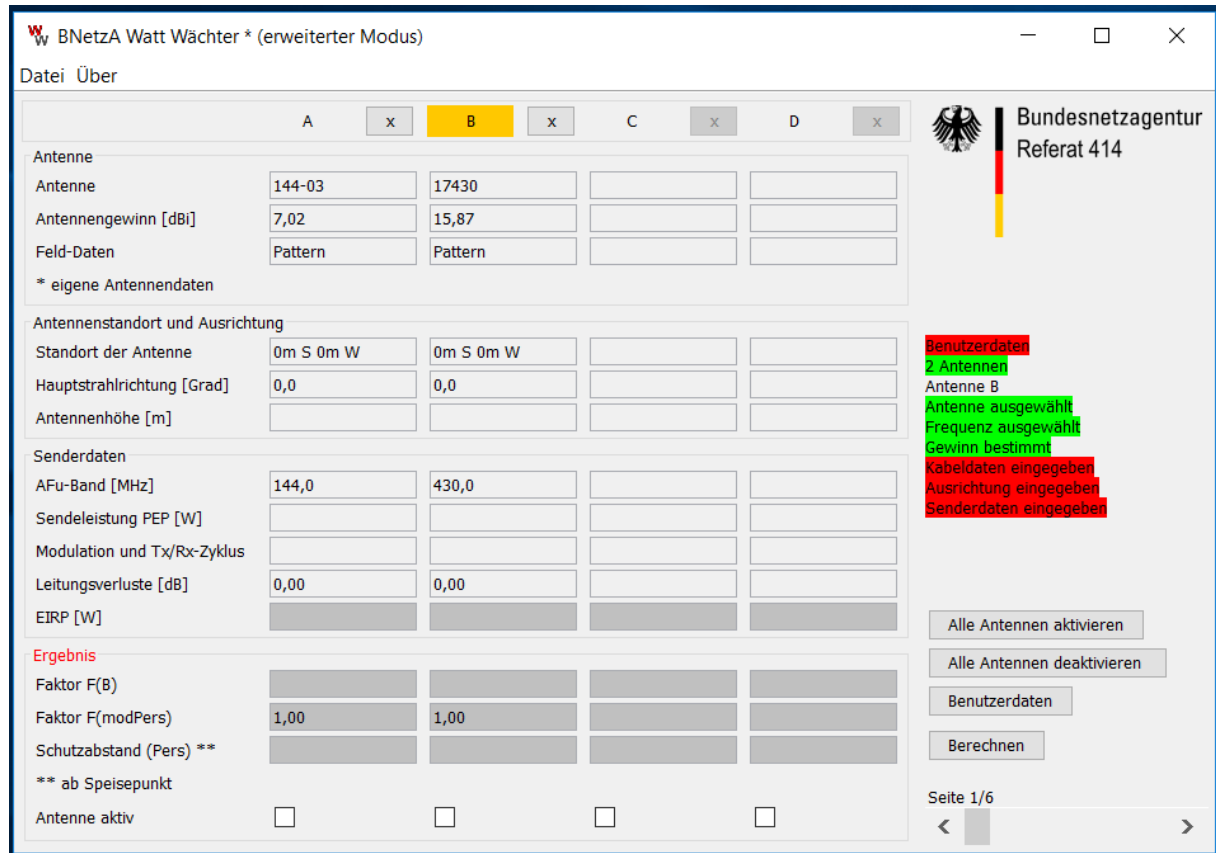 BNetzA Watt Wächter * (erweiterter Modus)
Datei Über
A x B x C x D x
Bundesnetzagentur
Referat 414
Antenne
Antenne 144-03 17430
Antennengewinn [dBi] 7,02 15,87
Feld-Daten Pattern Pattern
* eigene Antennendaten
Antennenstandort und Ausrichtung
Standort der Antenne 0m S 0m W 0m S 0m W
Hauptstrahlrichtung [Grad] 0,0 0,0
Antennenhöhe [m]
Senderdaten
AFu-Band [MHz] 144,0 430,0
Sendeleistung PEP [W]
Modulation und Tx/Rx-Zyklus
Leitungsverluste [dB] 0,00 0,00
EIRP [W]
Ergebnis
Faktor F(B)
Faktor F(modPers) 1,00 1,00
Schutzabstand (Pers) **
** ab Speisepunkt
Antenne aktiv
Benutzerdaten
2 Antennen
Antenne B
Antenne ausgewählt
Frequenz ausgewählt
Gewinn bestimmt
Kabeldaten eingegeben
Ausrichtung eingegeben
Senderdaten eingegeben
Alle Antennen aktivieren
Alle Antennen deaktivieren
Benutzerdaten
Berechnen
Seite 1/6